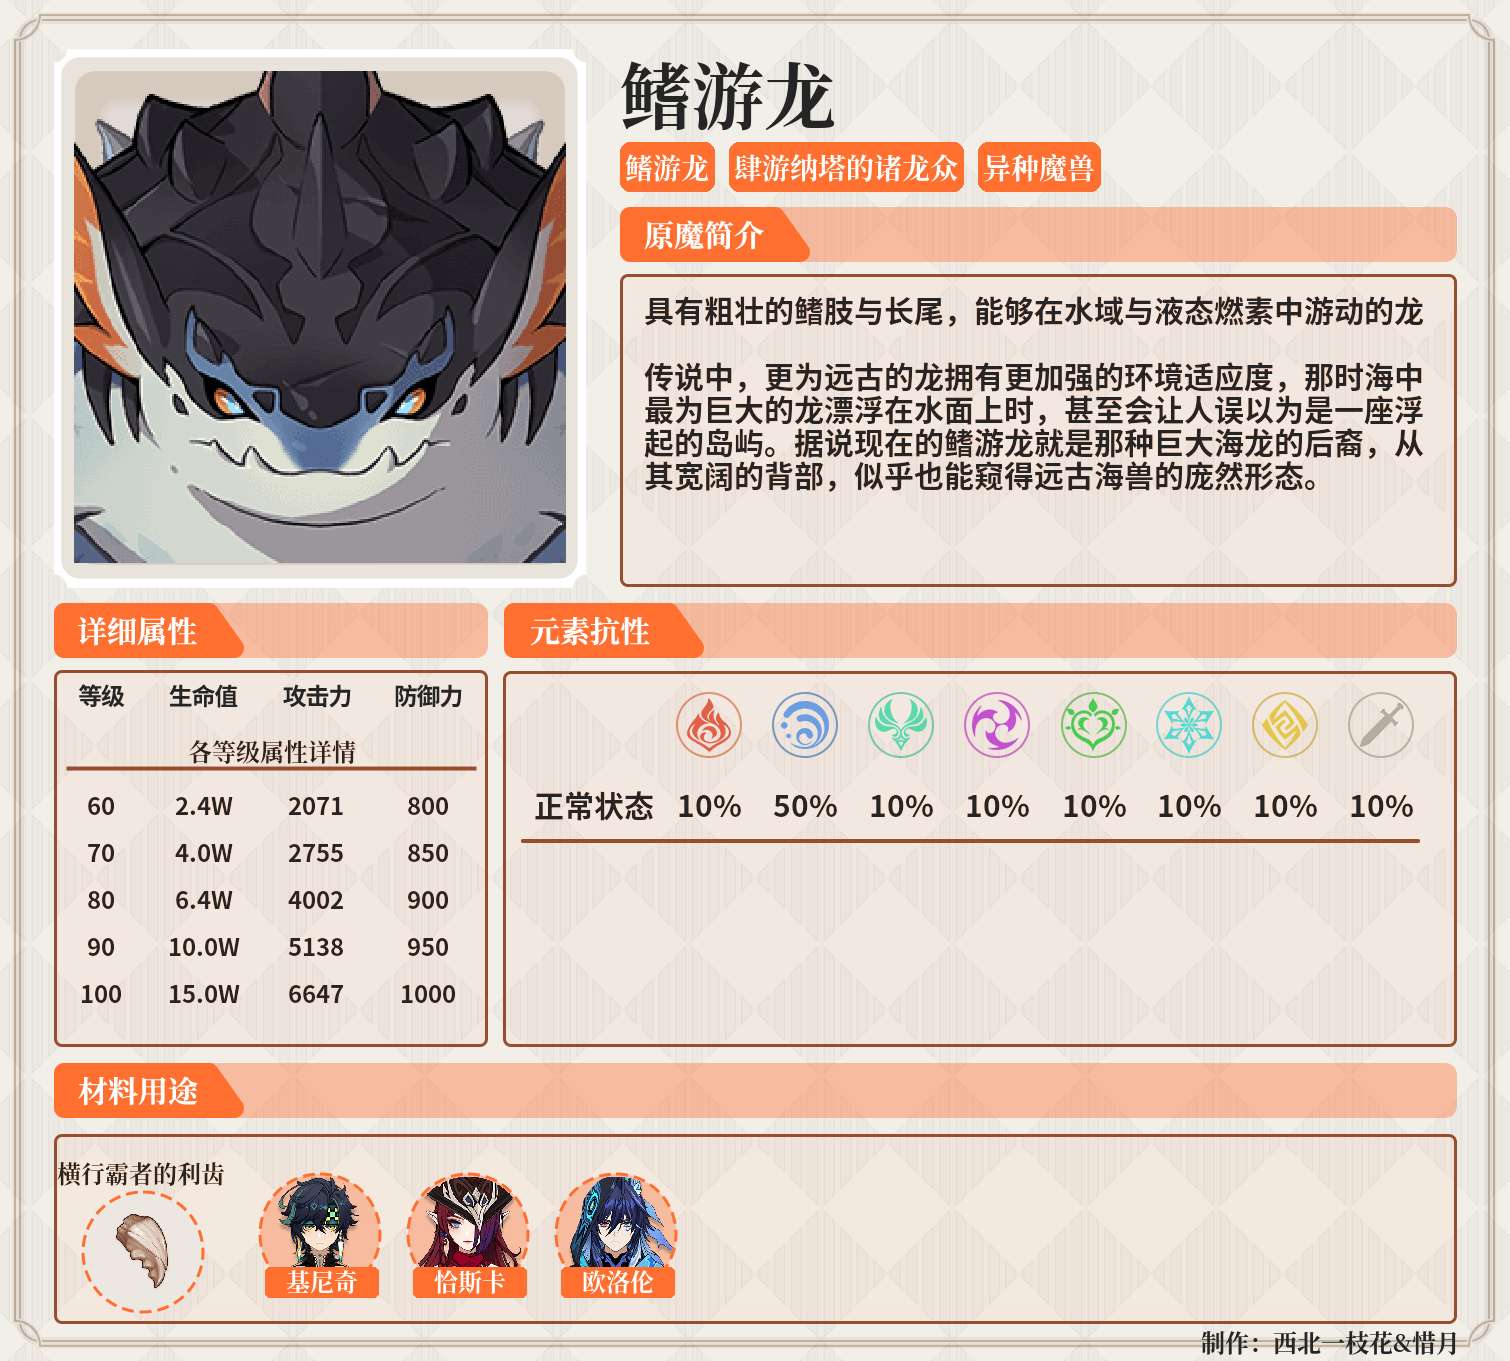 鳍游龙
鳍游龙 肆游纳塔的诸龙众 异种魔兽
原魔简介
具有粗壮的鳍肢与长尾，能够在水域与液态燃素中游动的龙
传说中，更为远古的龙拥有更加强的环境适应度，那时海中
最为巨大的龙漂浮在水面上时，甚至会让人误以为是一座浮
起的岛屿。据说现在的鳍游龙就是那种巨大海龙的后裔，从
其宽阔的背部，似乎也能窥得远古海兽的庞然形态。
详细属性
等级 生命值 攻击力 防御力
各等级属性详情
60 2.4W 2071 800
70 4.0W 2755 850
80 6.4W 4002 900
90 10.0W 5138 950
100 15.0W 6647 1000
元素抗性
正常状态 10% 50% 10% 10% 10% 10% 10% 10%
材料用途
横行霸者的利齿
基尼奇 恰斯卡 欧洛伦
制作：西北一枝花&惜月